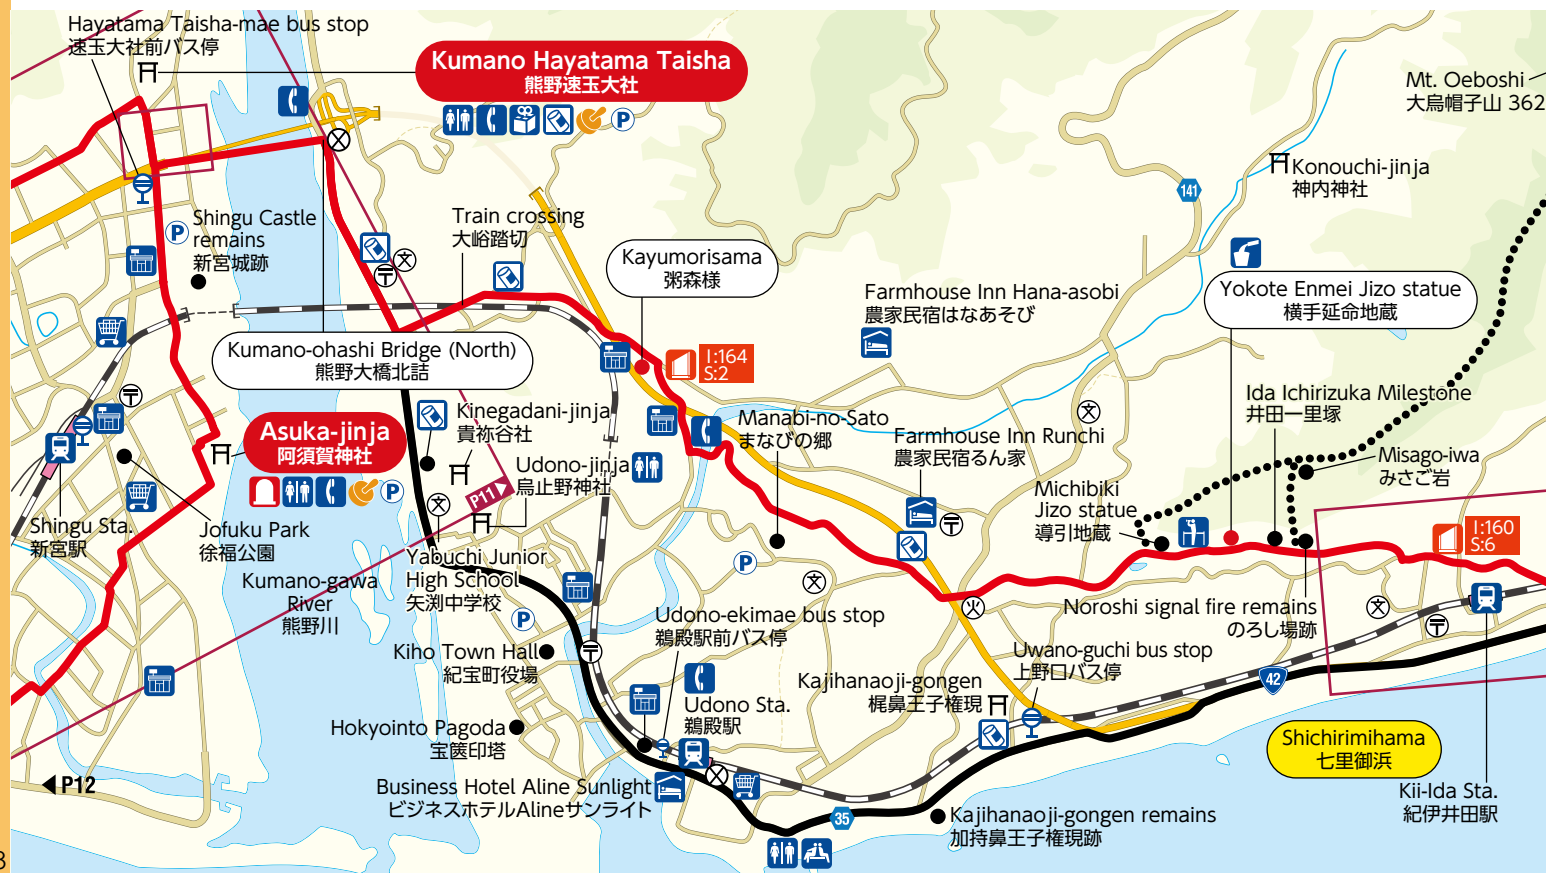 Hayatama Taisha-mae bus stop
速玉大社前バス停
Kumano Hayatama Taisha
熊野速玉大社
P
Mt. Oeboshi
大烏帽子山 362
Konouchi-jinja
神内神社
141
Shingu Castle
remains
新宮城跡
P
Train crossing
大峪踏切
文
Kayumorisama
粥森様
Farmhouse Inn Hana-asobi
農家民宿はなあそび
Yokote Enmei Jizo statue
横手延命地蔵
Kumano-ohashi Bridge (North)
熊野大橋北詰
I:164
S:2
Ida Ichirizuka Milestone
井田一里塚
文
Kinegadani-jinja
貴祢谷社
Manabi-no-Sato
まなびの郷
Farmhouse Inn Runchi
農家民宿るん家
Asuka-jinja
阿須賀神社
P
Misago-iwa
みさご岩
Udono-jinja
烏止野神社
P11
文
Michibiki
Jizo statue
導引地蔵
Shingu Sta.
新宮駅
Jofuku Park
徐福公園
I:160
S:6
Yabuchi Junior
High School
矢渕中学校
P
文
Kumano-gawa
River
熊野川
P
Udono-ekimae bus stop
鵜殿駅前バス停
火
Noroshi signal fire remains
のろし場跡
文
Kiho Town Hall
紀宝町役場
Uwano-guchi bus stop
上野口バス停
Kajihanaoji-gongen
梶鼻王子権現
42
Udono Sta.
鵜殿駅
Hokyointo Pagoda
宝篋印塔
Shichirimihama
七里御浜
P12
Business Hotel Aline Sunlight
ビジネスホテルAlineサンライト
Kii-Ida Sta.
紀伊井田駅
35
Kajihanaoji-gongen remains
加持鼻王子権現跡